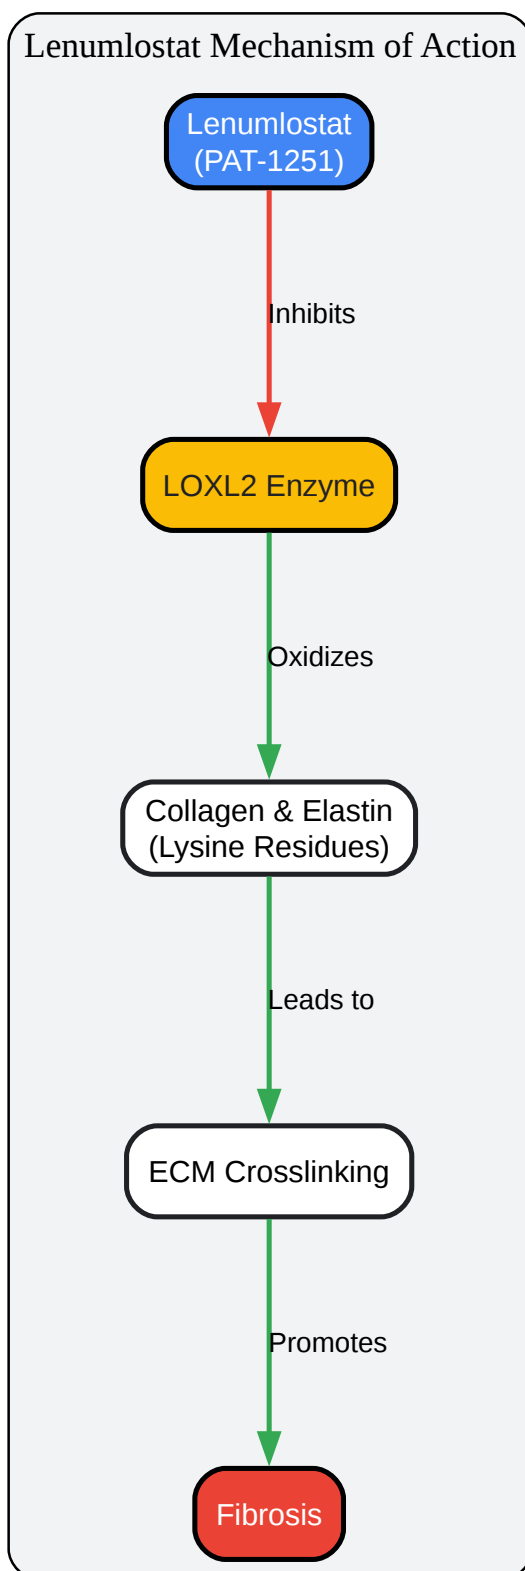 Lenumlostat Mechanism of Action
Lenumlostat
(PAT-1251)
Inhibits
LOXL2 Enzyme
Oxidizes
Collagen & Elastin
(Lysine Residues)
Leads to
ECM Crosslinking
Promotes
Fibrosis